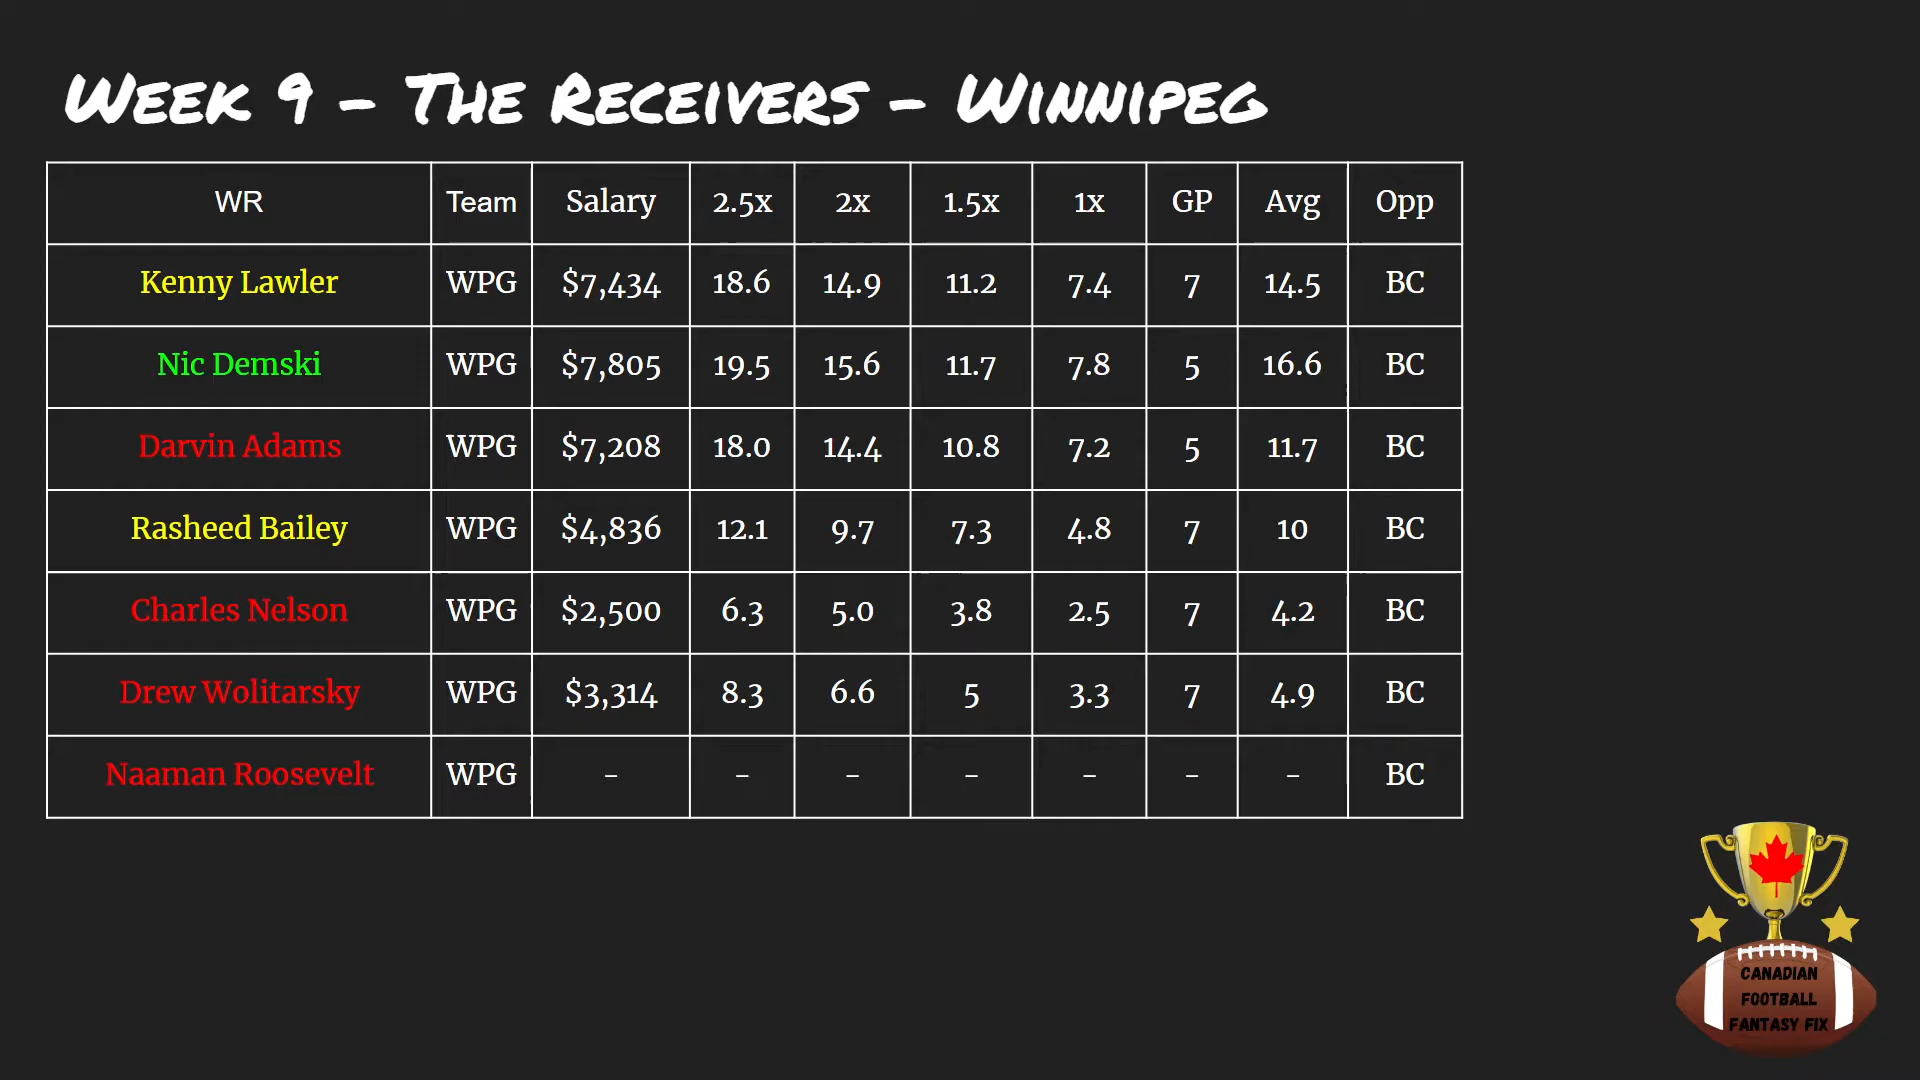 Week 9 - The Receivers - Winnipeg
WR Team Salary 2.5x 2x 1.5x 1x GP Avg Opp
Kenny Lawler WPG $7,434 18.6 14.9 11.2 7.4 7 14.5 BC
Nic Demski WPG $7,805 19.5 15.6 11.7 7.8 5 16.6 BC
Darvin Adams WPG $7,208 18.0 14.4 10.8 7.2 5 11.7 BC
Rasheed Bailey WPG $4,836 12.1 9.7 7.3 4.8 7 10 BC
Charles Nelson WPG $2,500 6.3 5.0 3.8 2.5 7 4.2 BC
Drew Wolitarsky WPG $3,314 8.3 6.6 5 3.3 7 4.9 BC
Naaman Roosevelt WPG - - - - - - - BC
CANADIAN
FOOTBALL
FANTASY FIX